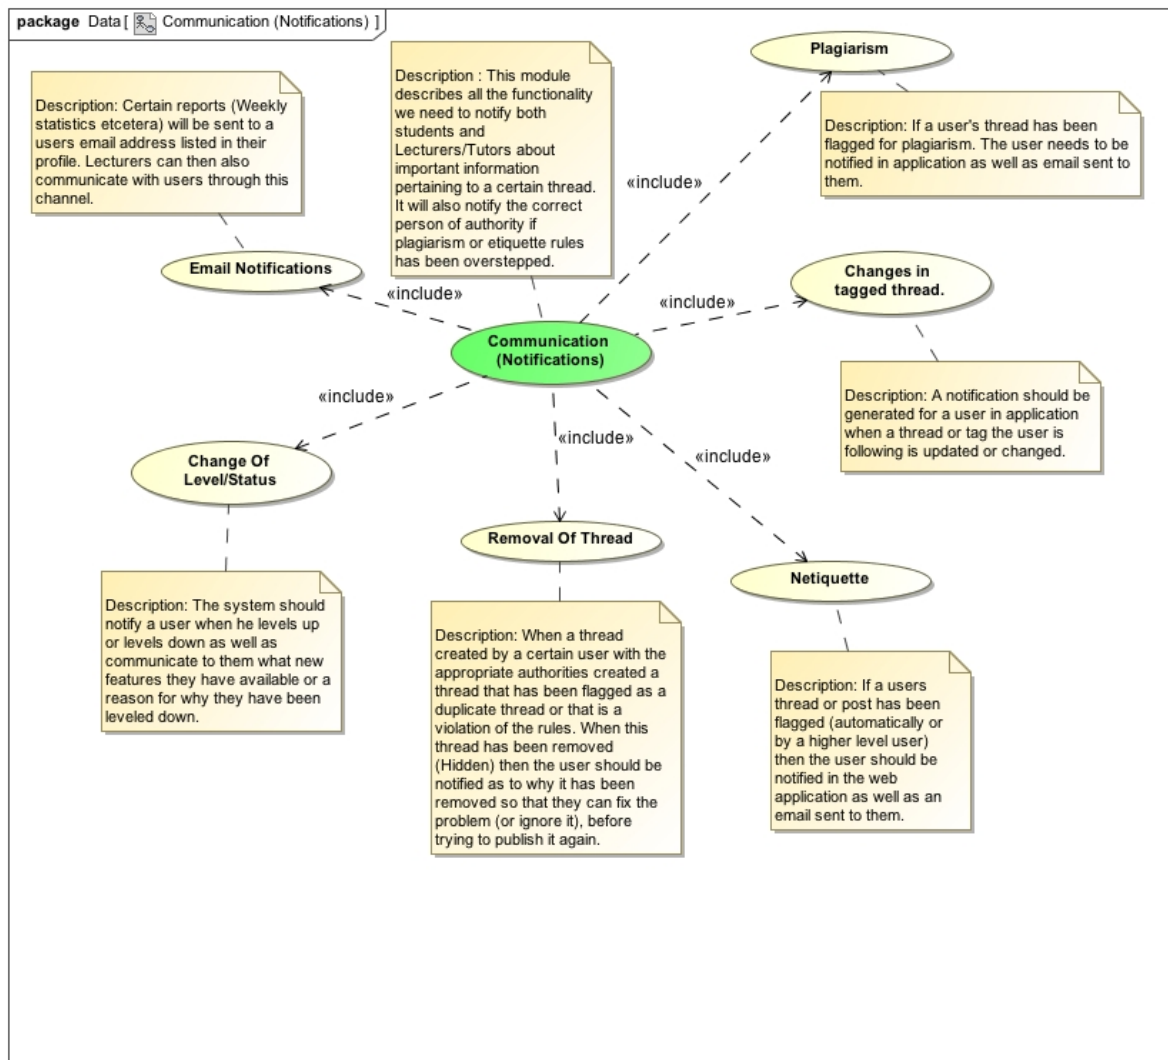 package Data [ Communication (Notifications) ]
Description: Certain reports (Weekly
statistics etcetera) will be sent to a
users email address listed in their
profile. Lecturers can then also
communicate with users through this
channel.
Description : This module
describes all the functionality
we need to notify both
students and
Lecturers/Tutors about
important information
pertaining to a certain thread.
It will also notify the correct
person of authority if
plagiarism or etiquette rules
has been overstepped.
Plagiarism
Description: If a user's thread has been
flagged for plagiarism. The user needs to be
notified in application as well as email sent to
them.
«include»
Email Notifications
«include»
«include»
Changes in
tagged thread.
Communication
(Notifications)
Description: A notification should be
generated for a user in application
when a thread or tag the user is
following is updated or changed.
«include»
«include»
«include»
Change Of
Level/Status
Removal Of Thread
Netiquette
Description: The system should
notify a user when he levels up
or levels down as well as
communicate to them what new
features they have available or a
reason for why they have been
leveled down.
Description: When a thread
created by a certain user with the
appropriate authorities created a
thread that has been flagged as a
duplicate thread or that is a
violation of the rules. When this
thread has been removed
(Hidden) then the user should be
notified as to why it has been
removed so that they can fix the
problem (or ignore it), before
trying to publish it again.
Description: If a users
thread or post has been
flagged (automatically or
by a higher level user)
then the user should be
notified in the web
application as well as an
email sent to them.